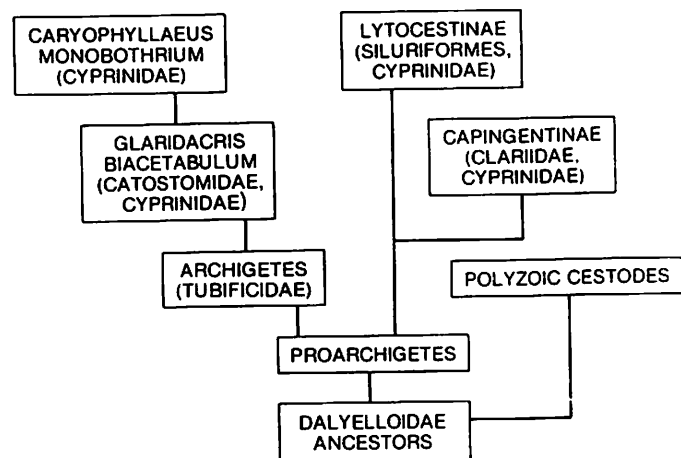 CARYOPHYLLAEUS
MONOBOTHRIUM
(CYPRINIDAE)
LYTOCESTINAE
(SILURIFORMES,
CYPRINIDAE)
GLARIDACRIS
BIACETABULUM
(CATOSTOMIDAE,
CYPRINIDAE)
CAPINGENTINAE
(CLARIIDAE,
CYPRINIDAE)
ARCHIGETES
(TUBIFICIDAE)
POLYZOIC CESTODES
PROARCHIGETES
DALYELLOIDAE
ANCESTORS